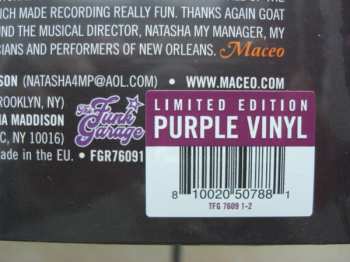 ICH MADE RECORDING REALLY FUN. THANKS AGAIN GOAT
ND THE MUSICAL DIRECTOR, NATASHA MY MANAGER, MY
CIANS AND PERFORMERS OF NEW ORLEANS. Maceo
SON (NATASHA4MP@AOL.COM) • WWW.MACEO.COM
ROOKLYN, NY)
IA MADDISON
C, NY 10016)
ade in the EU. • FGR76091
The Funk Garage
LIMITED EDITION
PURPLE VINYL
8 10020 50788 1
TFG 7609 1-2